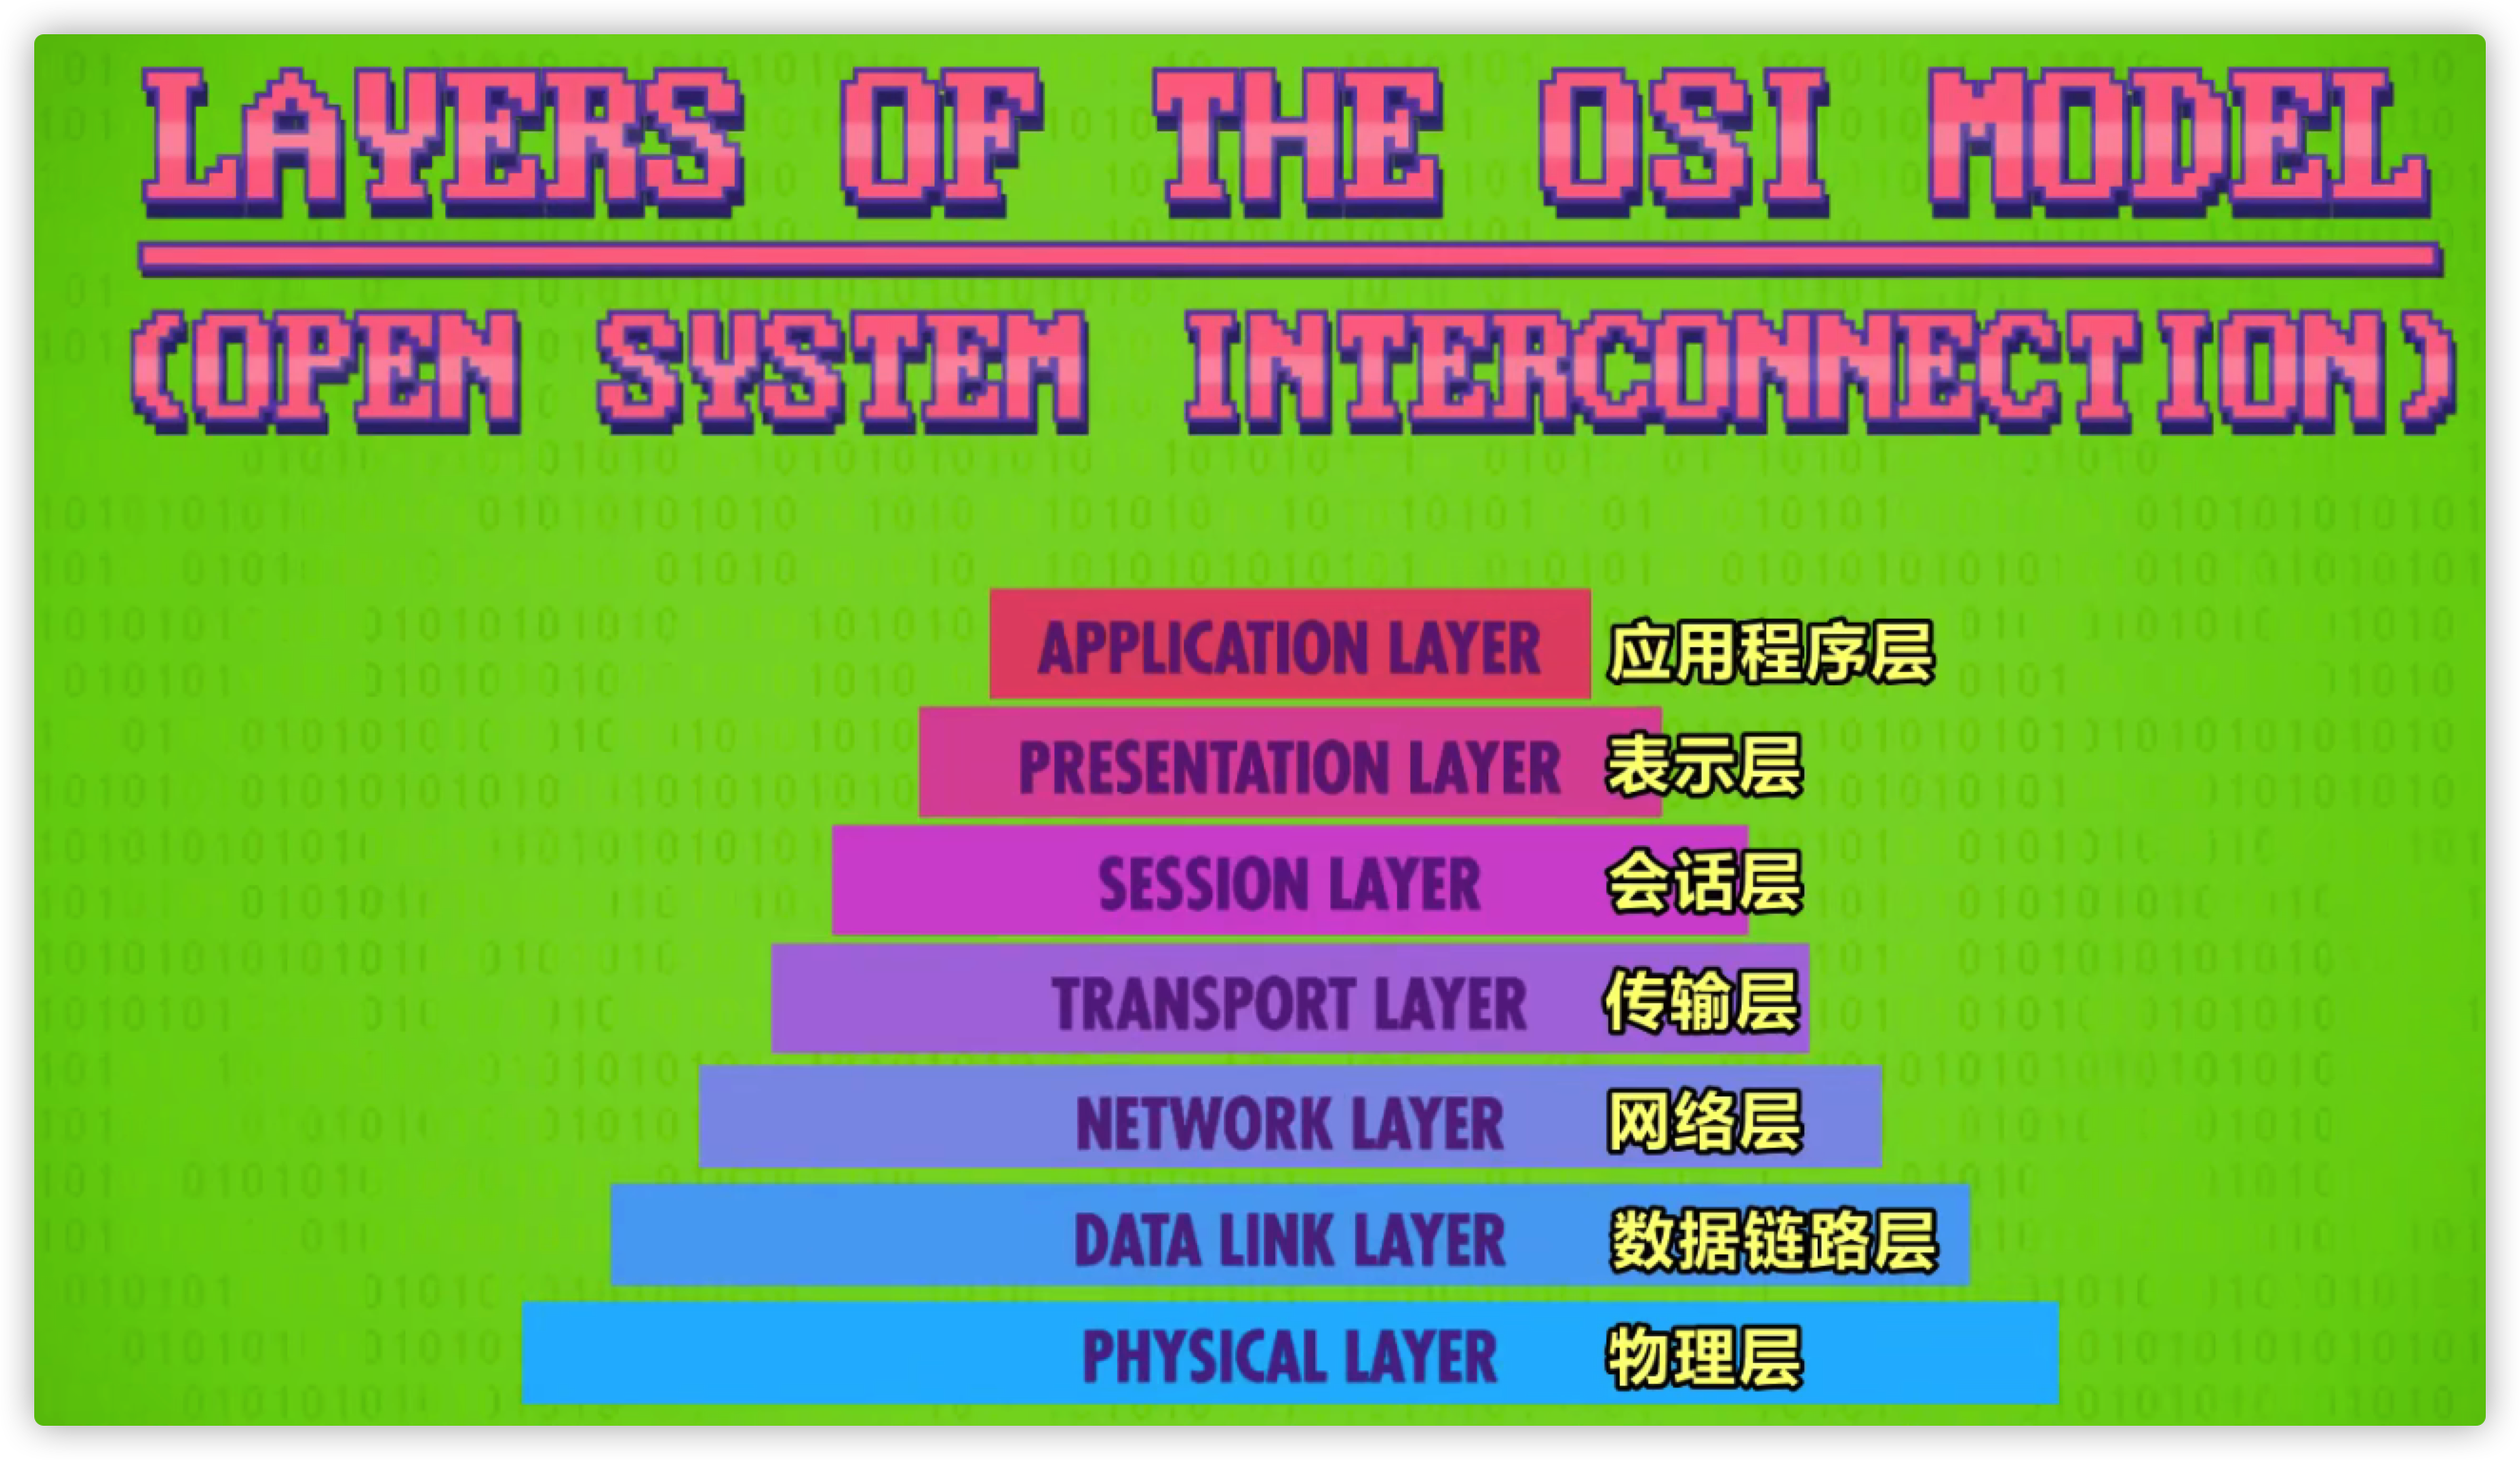 LAYERS OF THE OSI MODEL
(OPEN SYSTEM INTERCONNECTION)
APPLICATION LAYER 应用程序层
PRESENTATION LAYER 表示层
SESSION LAYER 会话层
TRANSPORT LAYER 传输层
NETWORK LAYER 网络层
DATA LINK LAYER 数据链路层
PHYSICAL LAYER 物理层